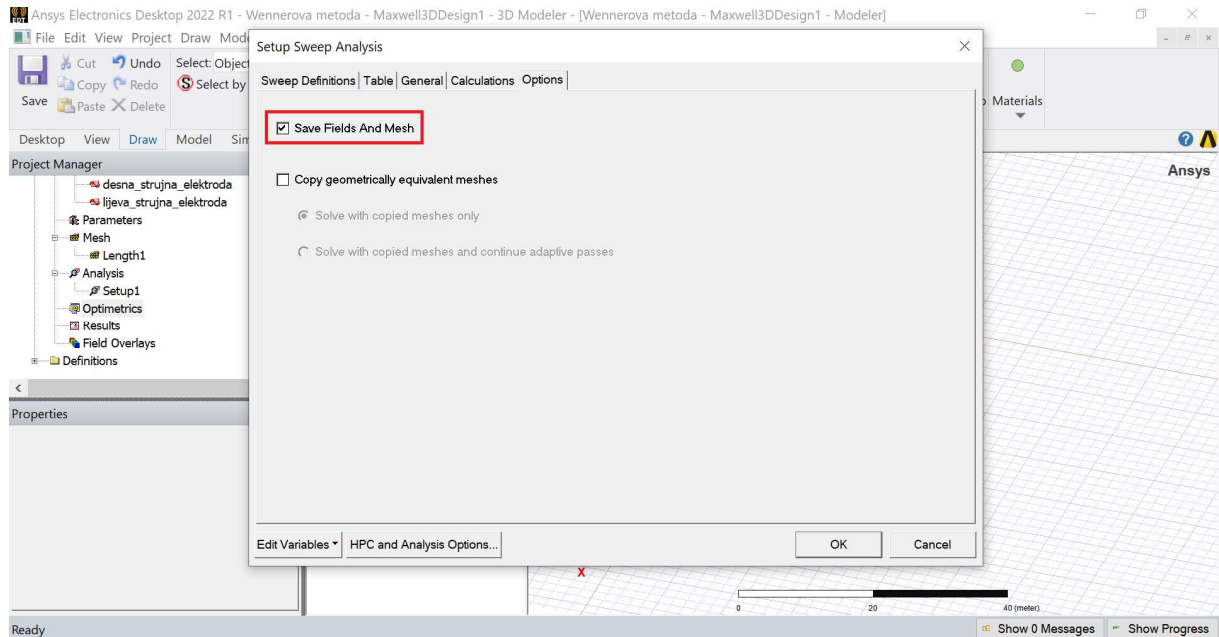 Ansys Electronics Desktop 2022 R1 - Wennerova metoda - Maxwell3DDesign1 - 3D Modeler - [Wennerova metoda - Maxwell3DDesign1 - Modeler]
File Edit View Project Draw Mode
Save
Cut
Copy
Paste
Undo
Redo
Delete
Select: Object
Select by
Materials
Desktop View Draw Model Sim
Project Manager
desna_strujna_elektroda
lijeva_strujna_elektroda
Parameters
Mesh
Length1
Analysis
Setup1
Optimetrics
Results
Field Overlays
Definitions
Properties
Setup Sweep Analysis
Sweep Definitions Table General Calculations Options
Save Fields And Mesh
Copy geometrically equivalent meshes
Solve with copied meshes only
Solve with copied meshes and continue adaptive passes
Edit Variables HPC and Analysis Options... OK Cancel
Ansys
X
0 20 40 (meter)
Ready Show 0 Messages Show Progress